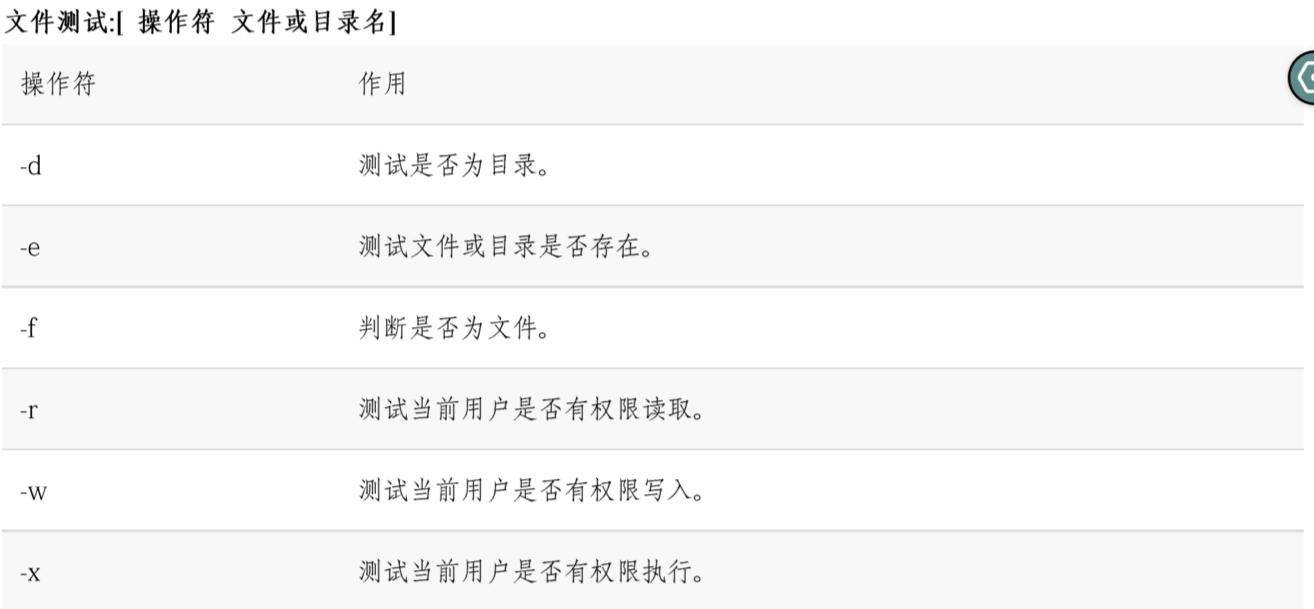 文件测试:[ 操作符 文件或目录名]
操作符 作用
-d 测试是否为目录。
-e 测试文件或目录是否存在。
-f 判断是否为文件。
-r 测试当前用户是否有权限读取。
-w 测试当前用户是否有权限写入。
-x 测试当前用户是否有权限执行。